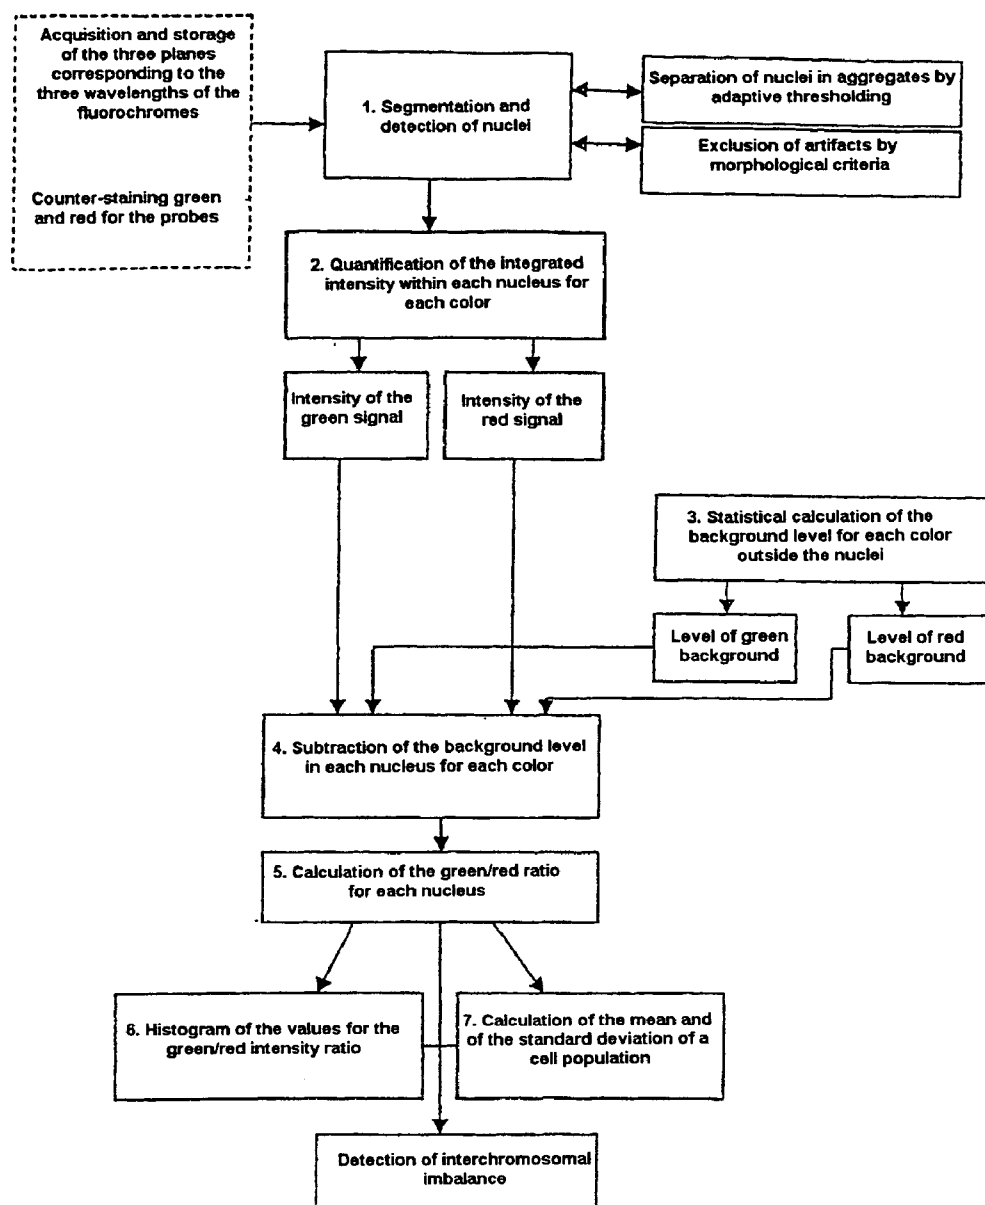 Acquisition and storage
of the three planes
corresponding to the
three wavelengths of the
fluorochromes
Counter-staining green
and red for the probes
1. Segmentation and
detection of nuclei
Separation of nuclei in aggregates by
adaptive thresholding
Exclusion of artifacts by
morphological criteria
2. Quantification of the integrated
intensity within each nucleus for
each color
Intensity of the
green signal
Intensity of the
red signal
3. Statistical calculation of the
background level for each color
outside the nuclei
Level of green
background
Level of red
background
4. Subtraction of the background level
in each nucleus for each color
5. Calculation of the green/red ratio
for each nucleus
6. Histogram of the values for the
green/red intensity ratio
7. Calculation of the mean and
of the standard deviation of a
cell population
Detection of interchromosomal
imbalance